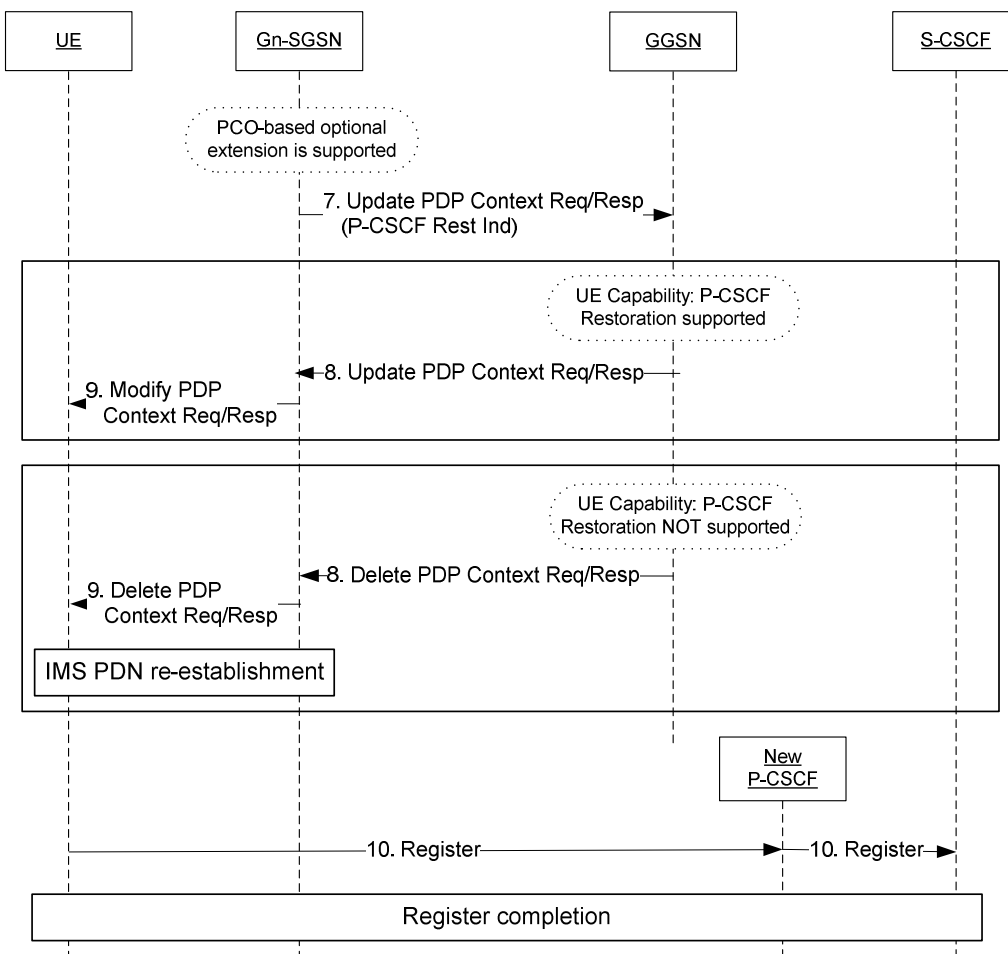 UE
Gn-SGSN
GGSN
S-CSCF
PCO-based optional
extension is supported
7. Update PDP Context Req/Resp
(P-CSCF Rest Ind)
UE Capability: P-CSCF
Restoration supported
8. Update PDP Context Req/Resp
9. Modify PDP
Context Req/Resp
UE Capability: P-CSCF
Restoration NOT supported
8. Delete PDP Context Req/Resp
9. Delete PDP
Context Req/Resp
IMS PDN re-establishment
New
P-CSCF
10. Register
10. Register
Register completion